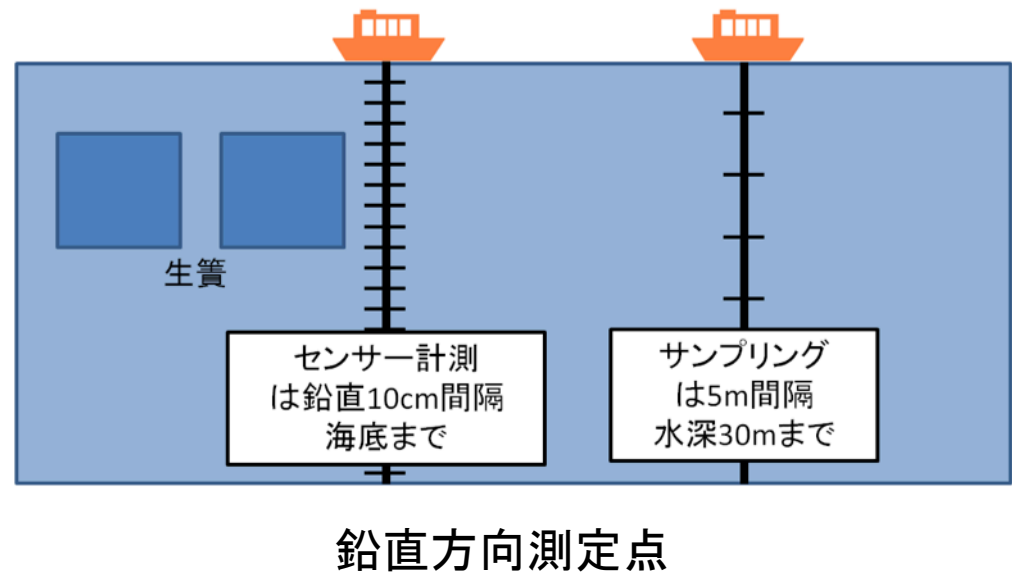 生簀
センサー計測
は鉛直10cm間隔
海底まで
サンプリング
は5m間隔
水深30mまで
鉛直方向測定点